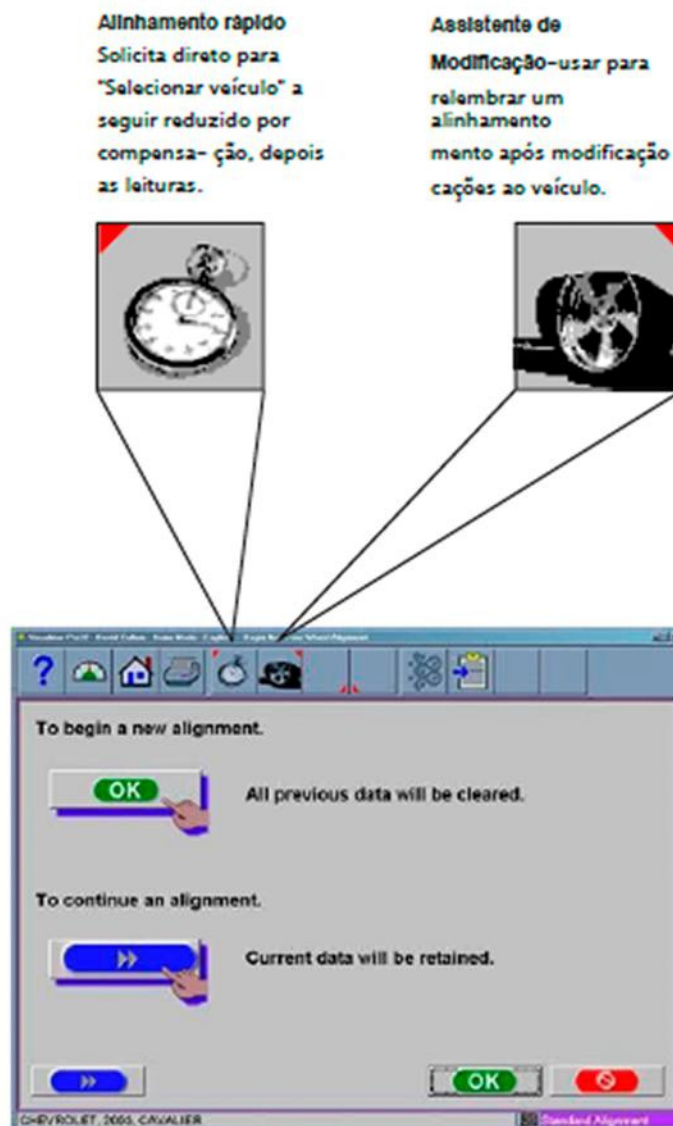 Alinhamento rápido
Solicita direto para
"Selecionar veículo" a
seguir reduzido por
compensa- ção, depois
as leituras.
Assistente de
Modificação-usar para
relembrar um
alinhamento
mento após modificação
cações ao veículo.
?
To begin a new alignment.
OK
All previous data will be cleared.
To continue an alignment.
Current data will be retained.
OK
CHEVROLET, 2003, CAVALIER
Standard Alignment